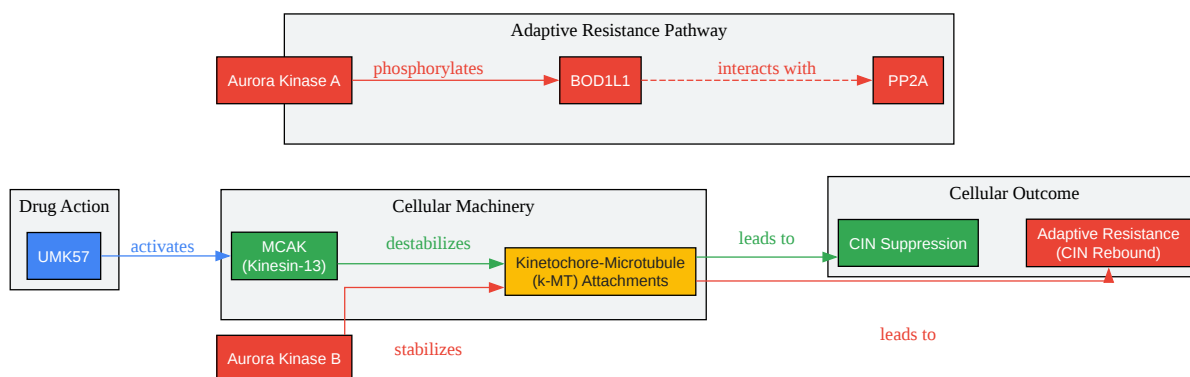 Adaptive Resistance Pathway
Aurora Kinase A
phosphorylates
BOD1L1
interacts with
PP2A
Drug Action
UMK57
activates
Cellular Machinery
MCAK
(Kinesin-13)
destabilizes
Kinetochore-Microtubule
(k-MT) Attachments
Aurora Kinase B
stabilizes
leads to
Cellular Outcome
CIN Suppression
Adaptive Resistance
(CIN Rebound)
leads to